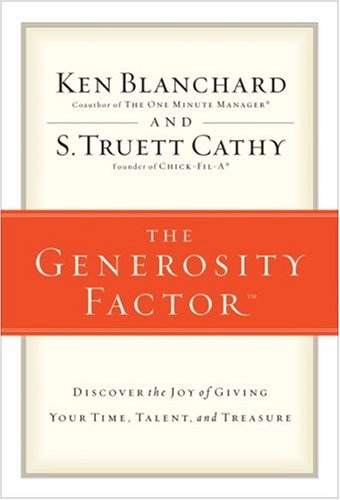 KEN BLANCHARD
Coauthor of THE ONE MINUTE MANAGER®
AND
S. TRUETT CATHY
Founder of CHICK-FIL-A®
THE
GENEROSITY
FACTOR™
DISCOVER the JOY of GIVING
YOUR TIME, TALENT, and TREASURE